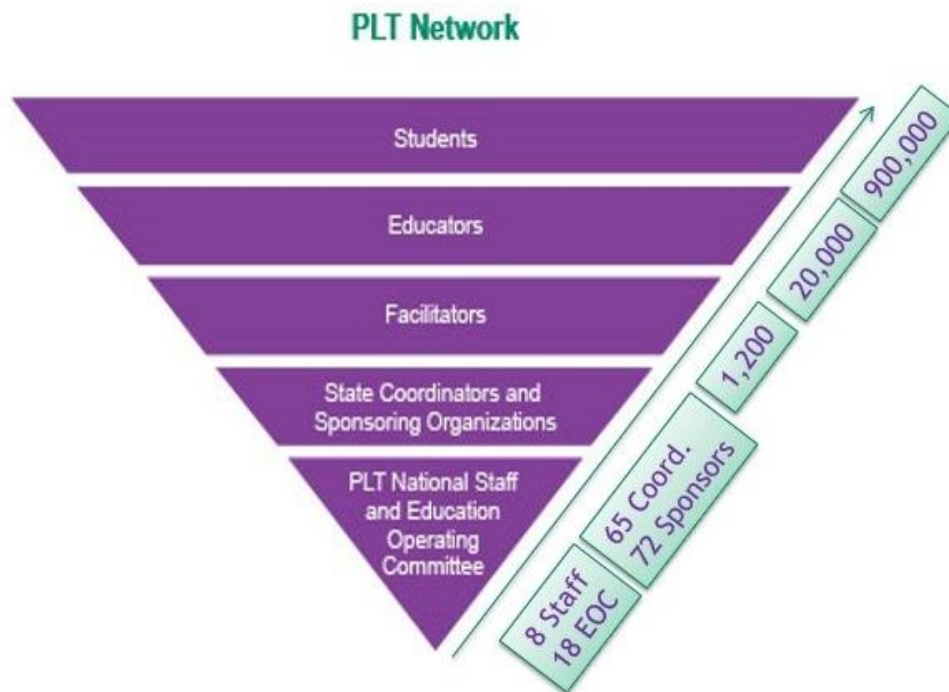 PLT Network
Students
Educators
Facilitators
State Coordinators and
Sponsoring Organizations
PLT National Staff
and Education
Operating
Committee
900,000
20,000
1,200
65 Coord.
72 Sponsors
8 Staff
18 EOC